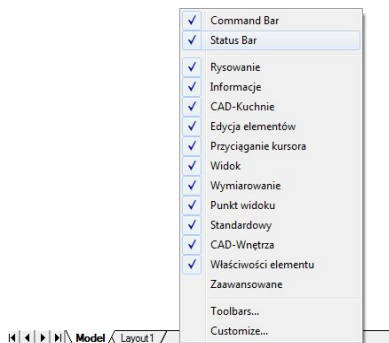 Command Bar
Status Bar
Rysowanie
Informacje
CAD-Kuchnie
Edycja elementów
Przyciąganie kursora
Widok
Wymiarowanie
Punkt widoku
Standardowy
CAD-Wnętrza
Właściwości elementu
Zaawansowane
Toolbars...
Customize...
Model Layout1